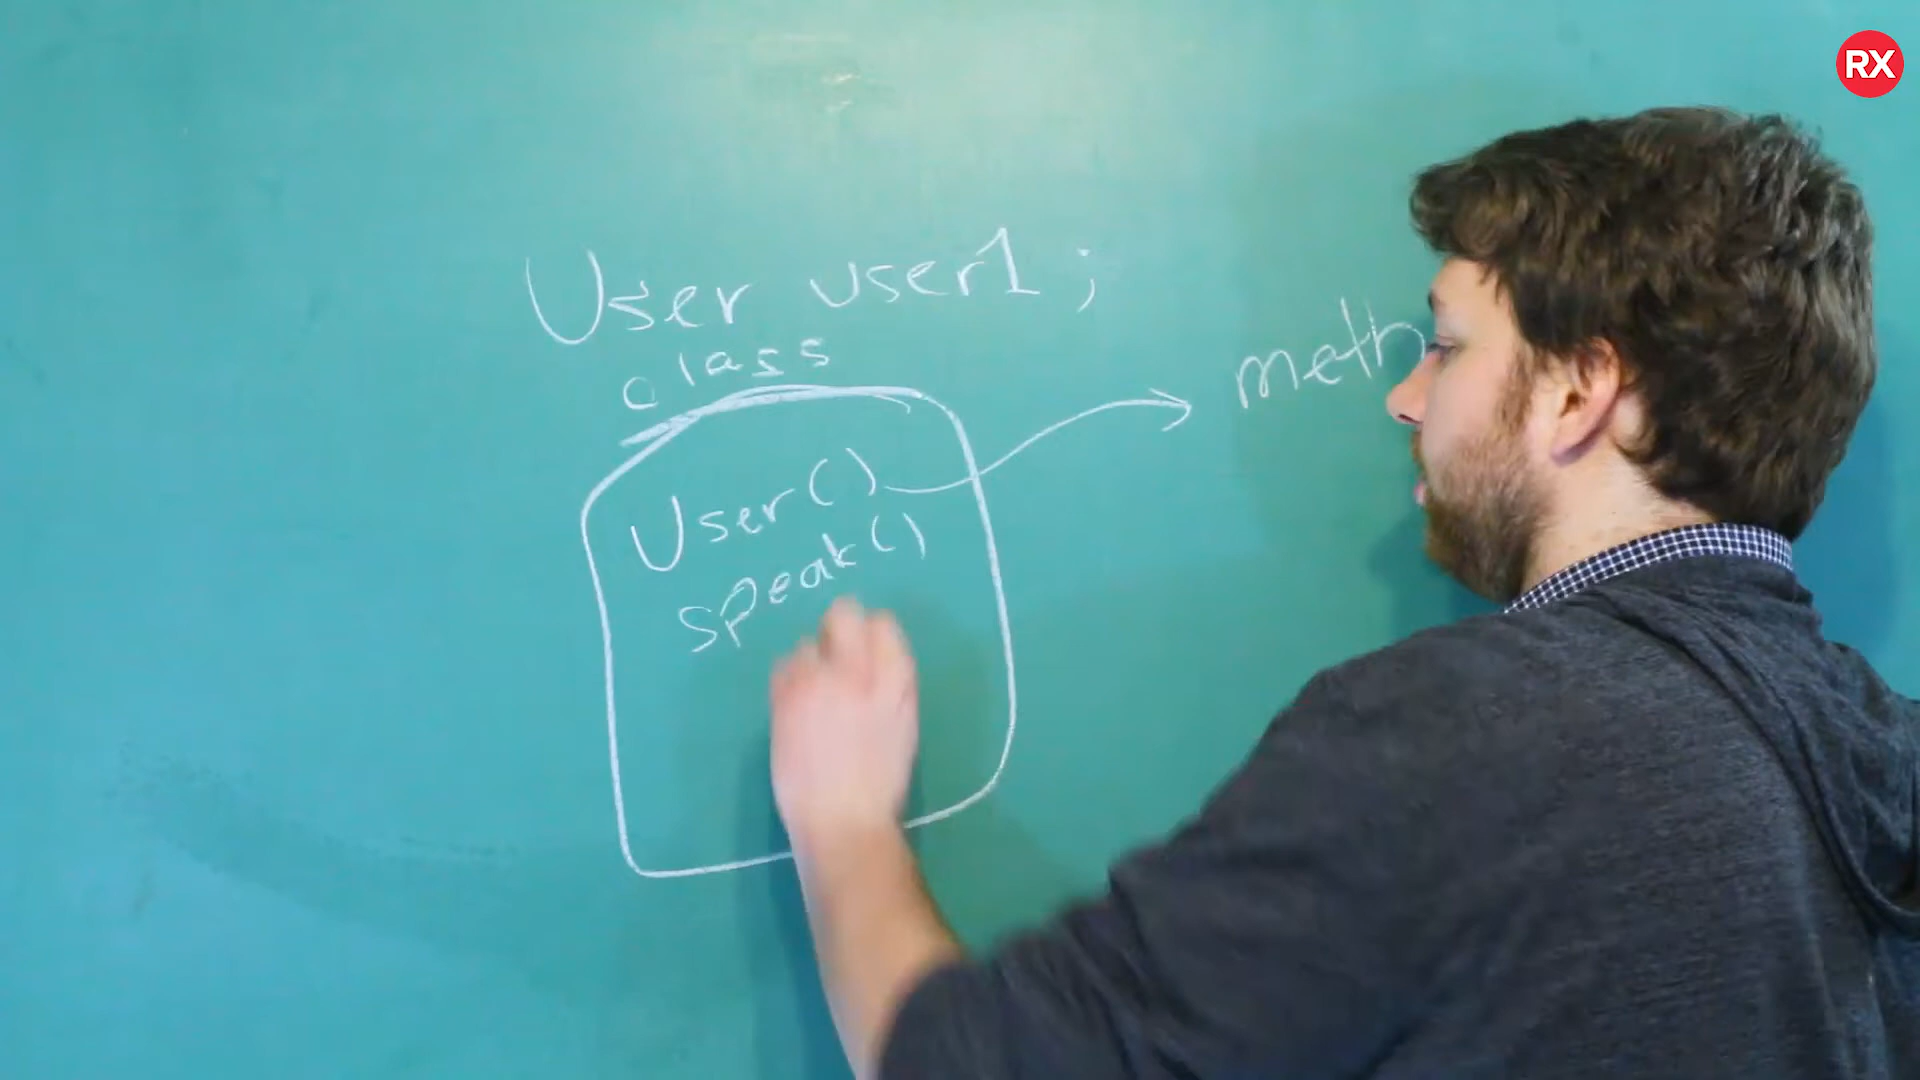 RX
User user1;
class
meth
User()
speak()